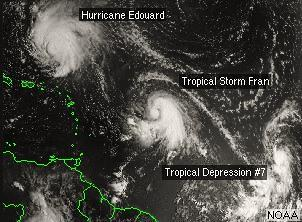 Hurricane Edouard
Tropical Storm Fran
Tropical Depression #7
NOAA